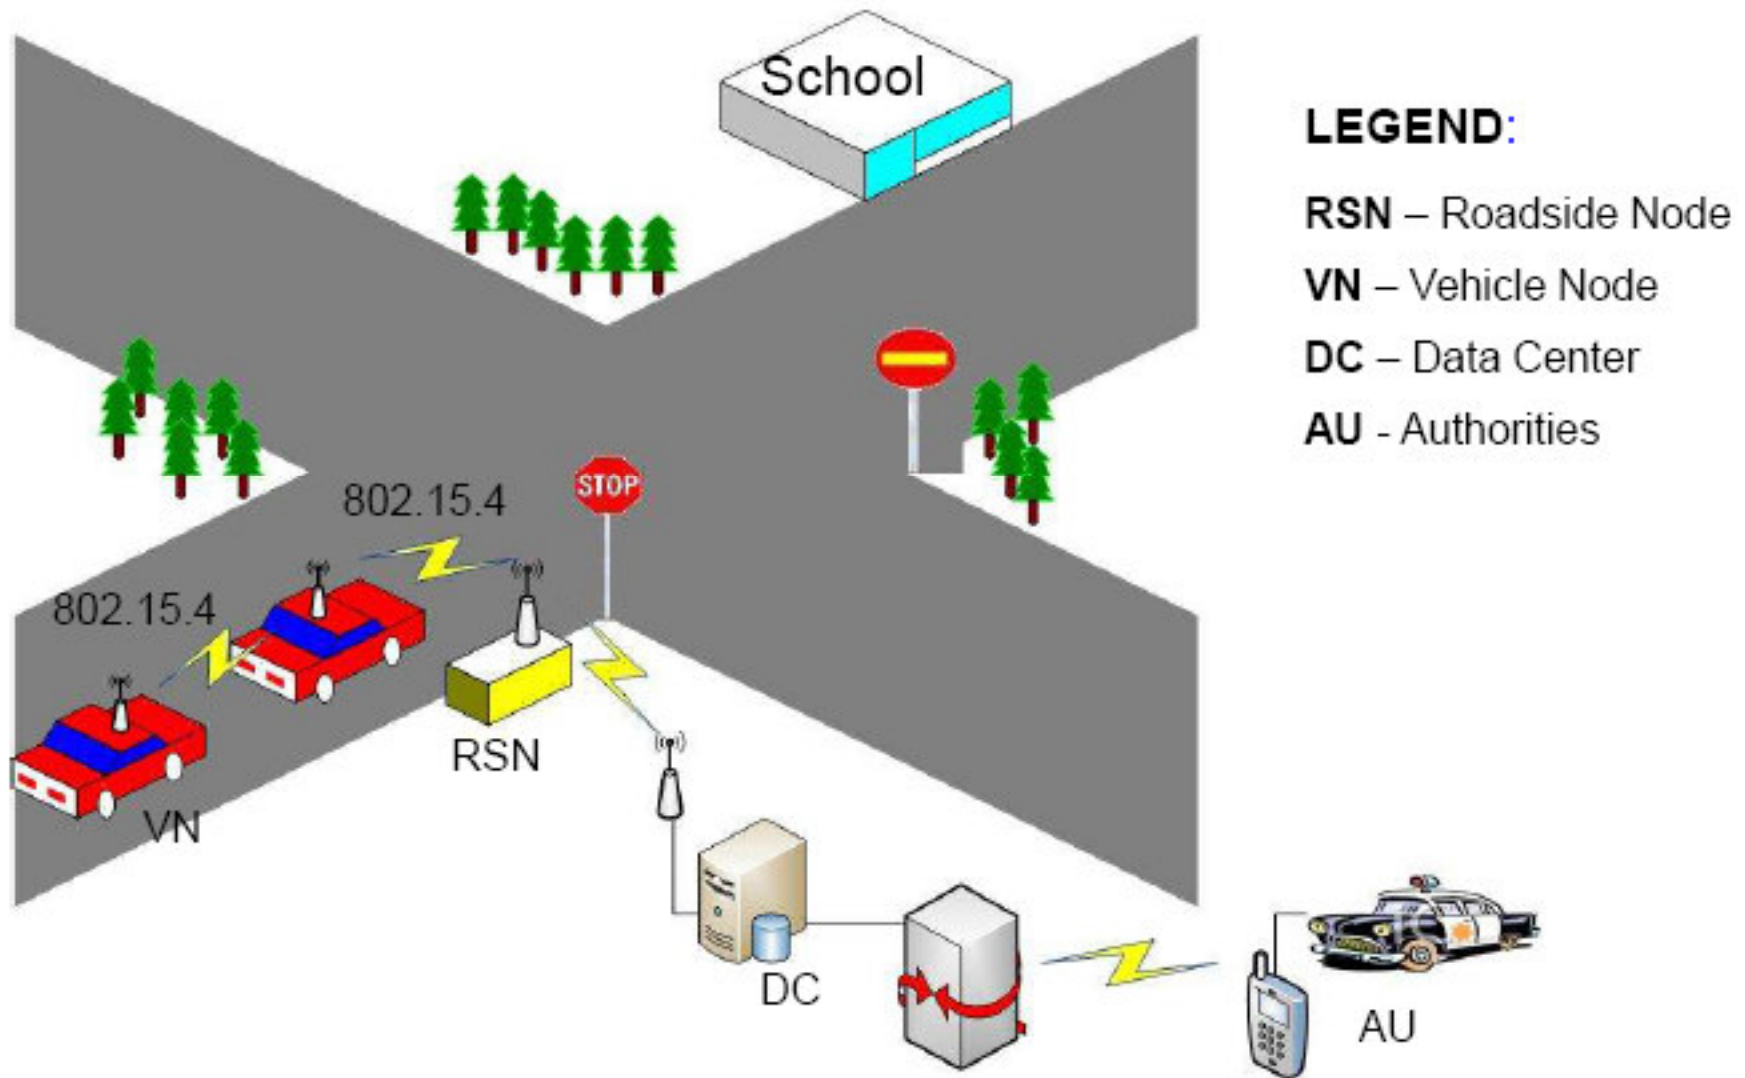 School
LEGEND:
RSN – Roadside Node
VN – Vehicle Node
DC – Data Center
AU - Authorities
STOP
802.15.4
802.15.4
RSN
VN
DC
AU